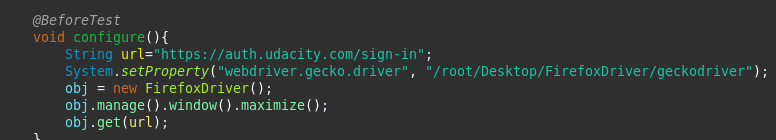 @BeforeTest
void configure(){
String url="https://auth.udacity.com/sign-in";
System.setProperty("webdriver.gecko.driver", "/root/Desktop/FirefoxDriver/geckodriver");
obj = new FirefoxDriver();
obj.manage().window().maximize();
obj.get(url);
}